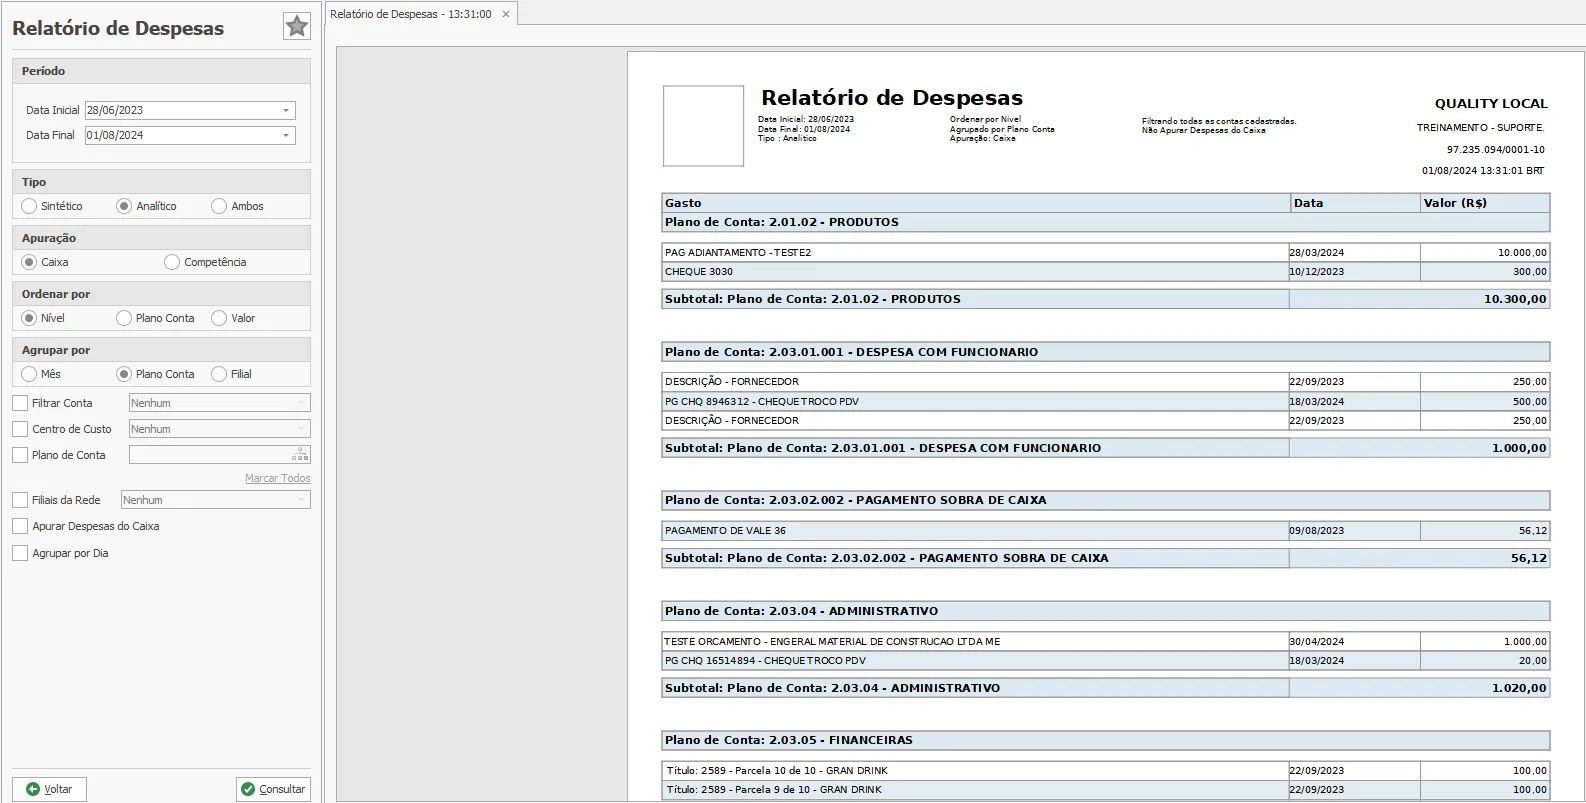 Relatório de Despesas
Período
Data Inicial 28/06/2023
Data Final 01/08/2024
Tipo
Sintético Analítico Ambos
Apuração
Caixa Competência
Ordenar por
Nível Plano Conta Valor
Agrupar por
Mês Plano Conta Filial
Filtrar Conta Nenhum
Centro de Custo Nenhum
Plano de Conta
Marcar Todos
Filiais da Rede Nenhum
Apurar Despesas do Caixa
Agrupar por Dia
Voltar Consultar
Relatório de Despesas - 13:31:00 ×
Relatório de Despesas
Data Inicial: 28/06/2023
Data Final: 01/08/2024
Tipo : Analítico
Ordenar por Nível
Agrupado por Plano Conta
Apuração: Caixa
Filtrando todas as contas cadastradas.
Não Apurar Despesas do Caixa
QUALITY LOCAL
TREINAMENTO - SUPORTE.
97.235.094/0001-10
01/08/2024 13:31:01 BRT
Gasto Data Valor (R$)
Plano de Conta: 2.01.02 - PRODUTOS
PAG ADIANTAMENTO - TESTE2 28/03/2024 10.000,00
CHEQUE 3030 10/12/2023 300,00
Subtotal: Plano de Conta: 2.01.02 - PRODUTOS 10.300,00
Plano de Conta: 2.03.01.001 - DESPESA COM FUNCIONARIO
DESCRIÇÃO - FORNECEDOR 22/09/2023 250,00
PG CHQ 8946312 - CHEQUE TROCO PDV 18/03/2024 500,00
DESCRIÇÃO - FORNECEDOR 22/09/2023 250,00
Subtotal: Plano de Conta: 2.03.01.001 - DESPESA COM FUNCIONARIO 1.000,00
Plano de Conta: 2.03.02.002 - PAGAMENTO SOBRA DE CAIXA
PAGAMENTO DE VALE 36 09/08/2023 56,12
Subtotal: Plano de Conta: 2.03.02.002 - PAGAMENTO SOBRA DE CAIXA 56,12
Plano de Conta: 2.03.04 - ADMINISTRATIVO
TESTE ORCAMENTO - ENGERAL MATERIAL DE CONSTRUCAO LTDA ME 30/04/2024 1.000,00
PG CHQ 16514894 - CHEQUE TROCO PDV 18/03/2024 20,00
Subtotal: Plano de Conta: 2.03.04 - ADMINISTRATIVO 1.020,00
Plano de Conta: 2.03.05 - FINANCEIRAS
Título: 2589 - Parcela 10 de 10 - GRAN DRINK 22/09/2023 100,00
Título: 2589 - Parcela 9 de 10 - GRAN DRINK 22/09/2023 100,00